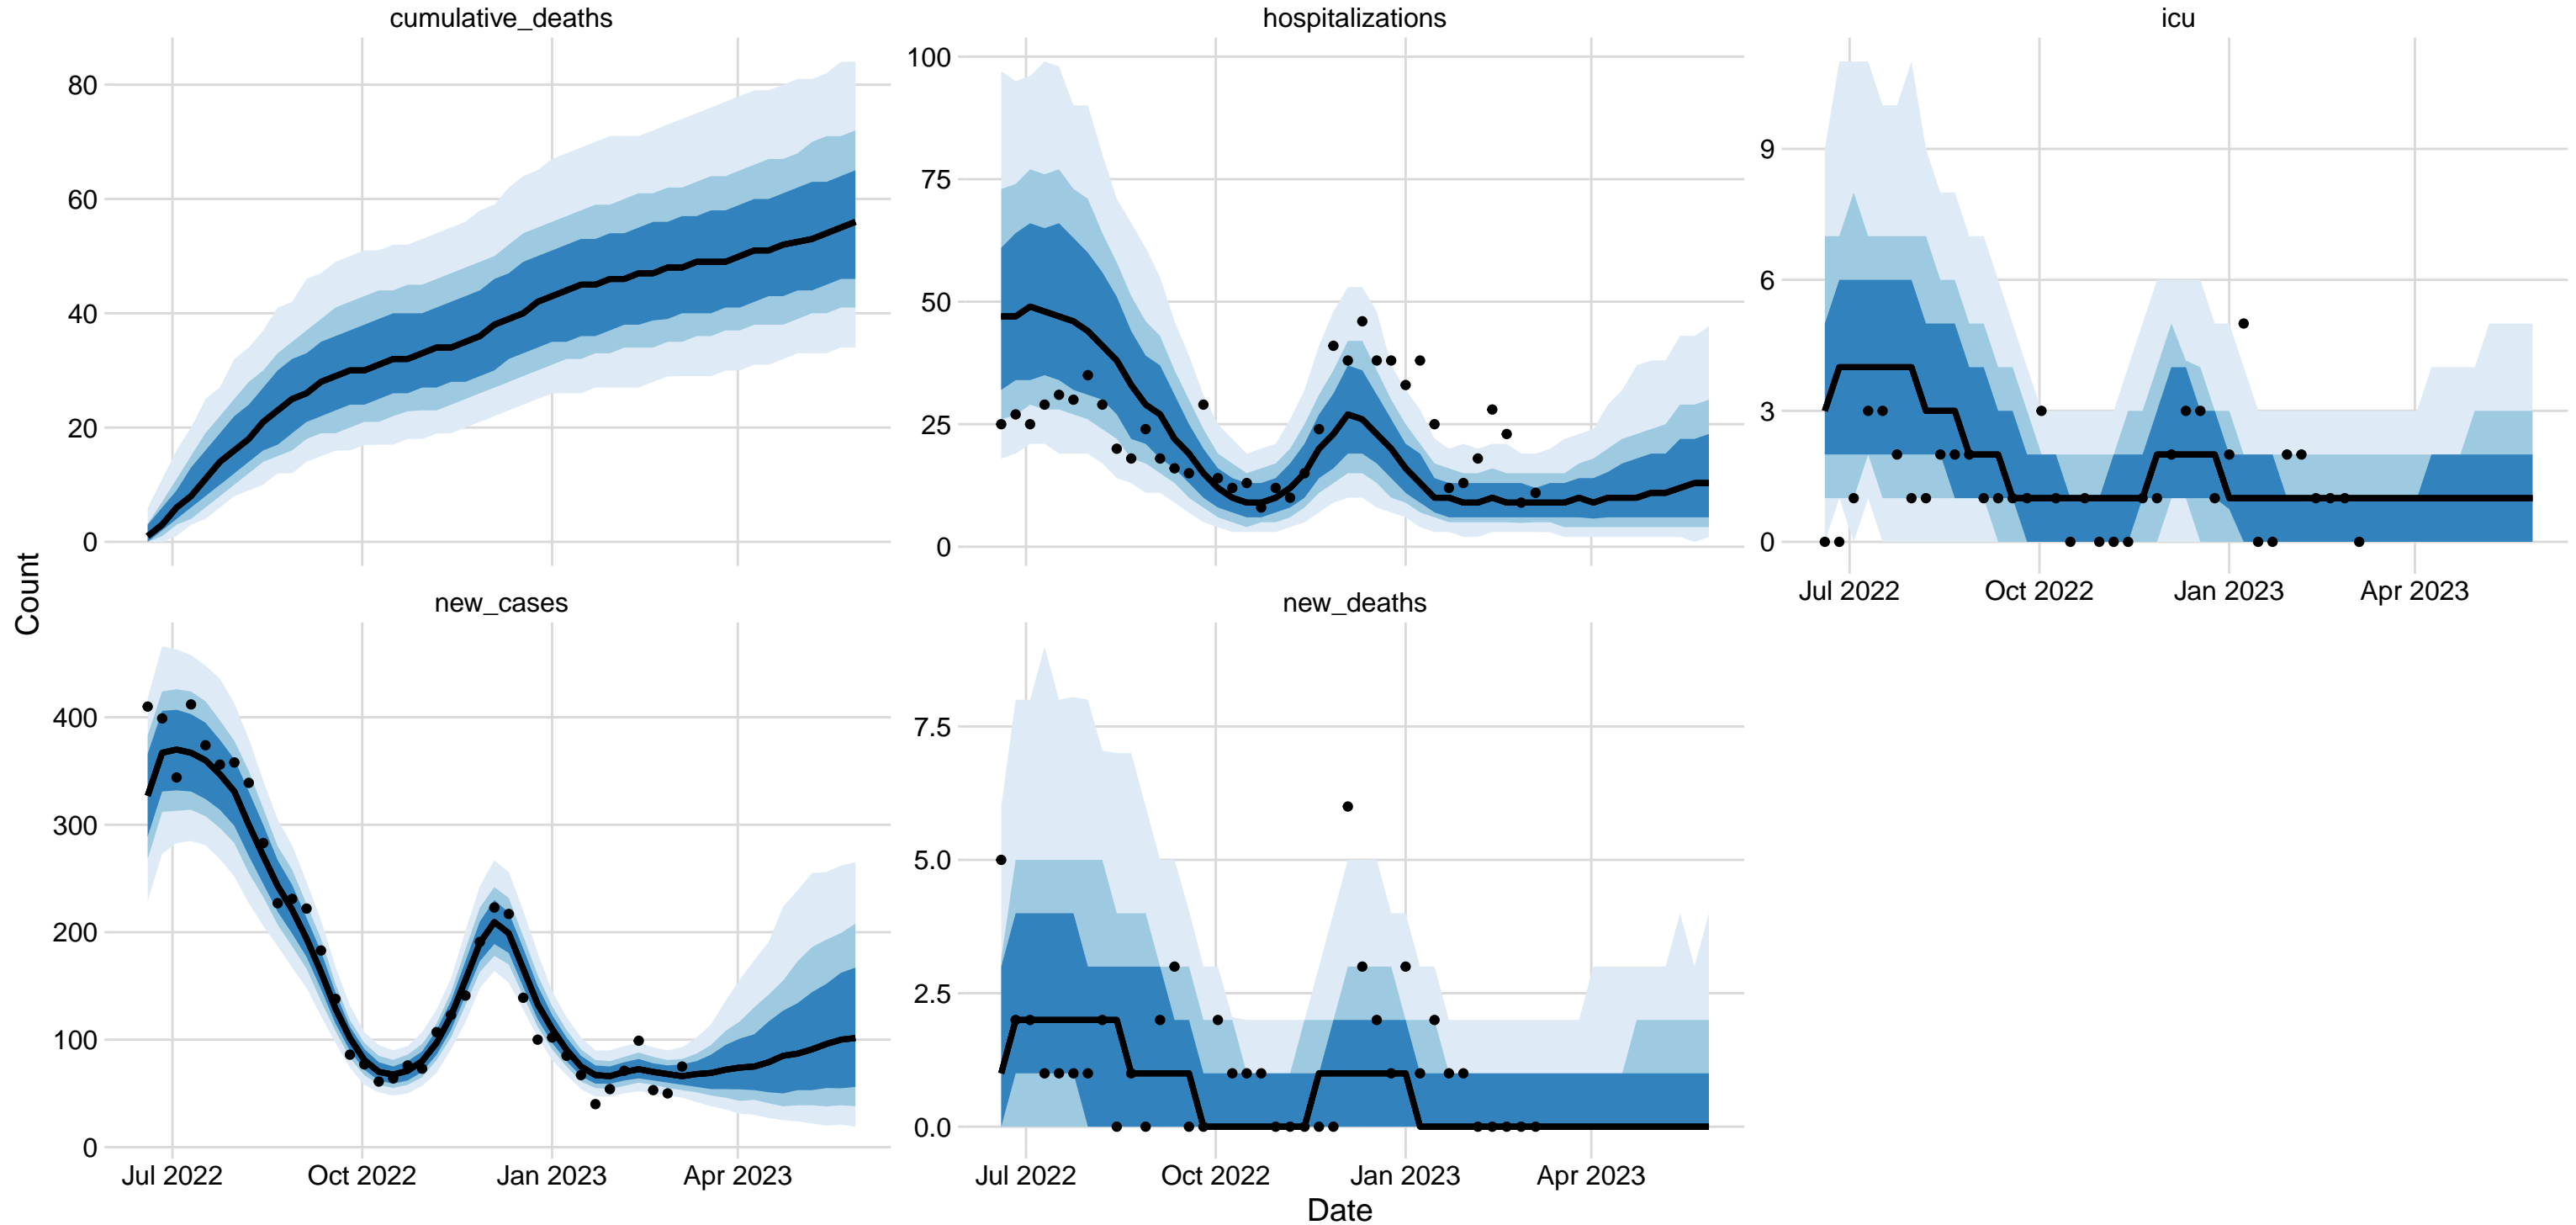 cumulative_deaths
hospitalizations
icu
80
60
40
20
0
100
75
50
25
0
9
6
3
0
Jul 2022
Oct 2022
Jan 2023
Apr 2023
Count
new_cases
new_deaths
400
300
200
100
0
7.5
5.0
2.5
0.0
Jul 2022
Oct 2022
Jan 2023
Apr 2023
Jul 2022
Oct 2022
Jan 2023
Apr 2023
Date